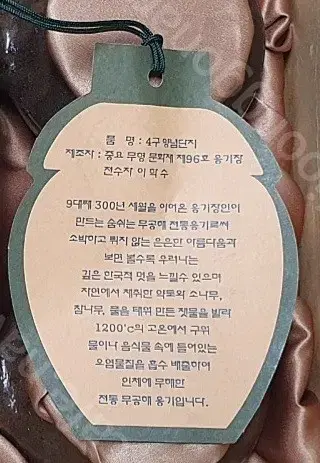 품 명 : 4구양념단지
제조자 : 중요 무형 문화재 제96호 옹기장
전수자 이 학 수
9대째 300년 세월을 이어온 옹기장인이
만드는 숨쉬는 무공해 전통옹기로써
소박하고 튀지 않는 은은한 아름다움과
보면 볼수록 우러나는
깊은 한국적 멋을 느낄수 있으며
자연에서 채취한 약토와 소나무,
참나무, 풀을 태워 만든 잿물을 발라
1200°c의 고온에서 구워
물이나 음식물 속에 들어있는
오염물질을 흡수 배출하여
인체에 무해한
전통 무공해 옹기입니다.